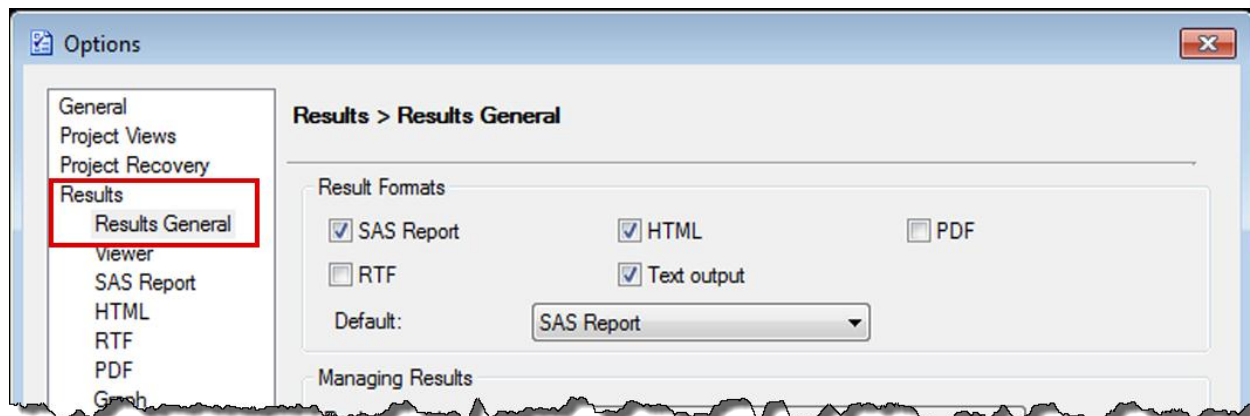 Options
General
Project Views
Project Recovery
Results
Results General
Viewer
SAS Report
HTML
RTF
PDF
Graph
Results > Results General
Result Formats
SAS Report HTML PDF
RTF Text output
Default: SAS Report
Managing Results